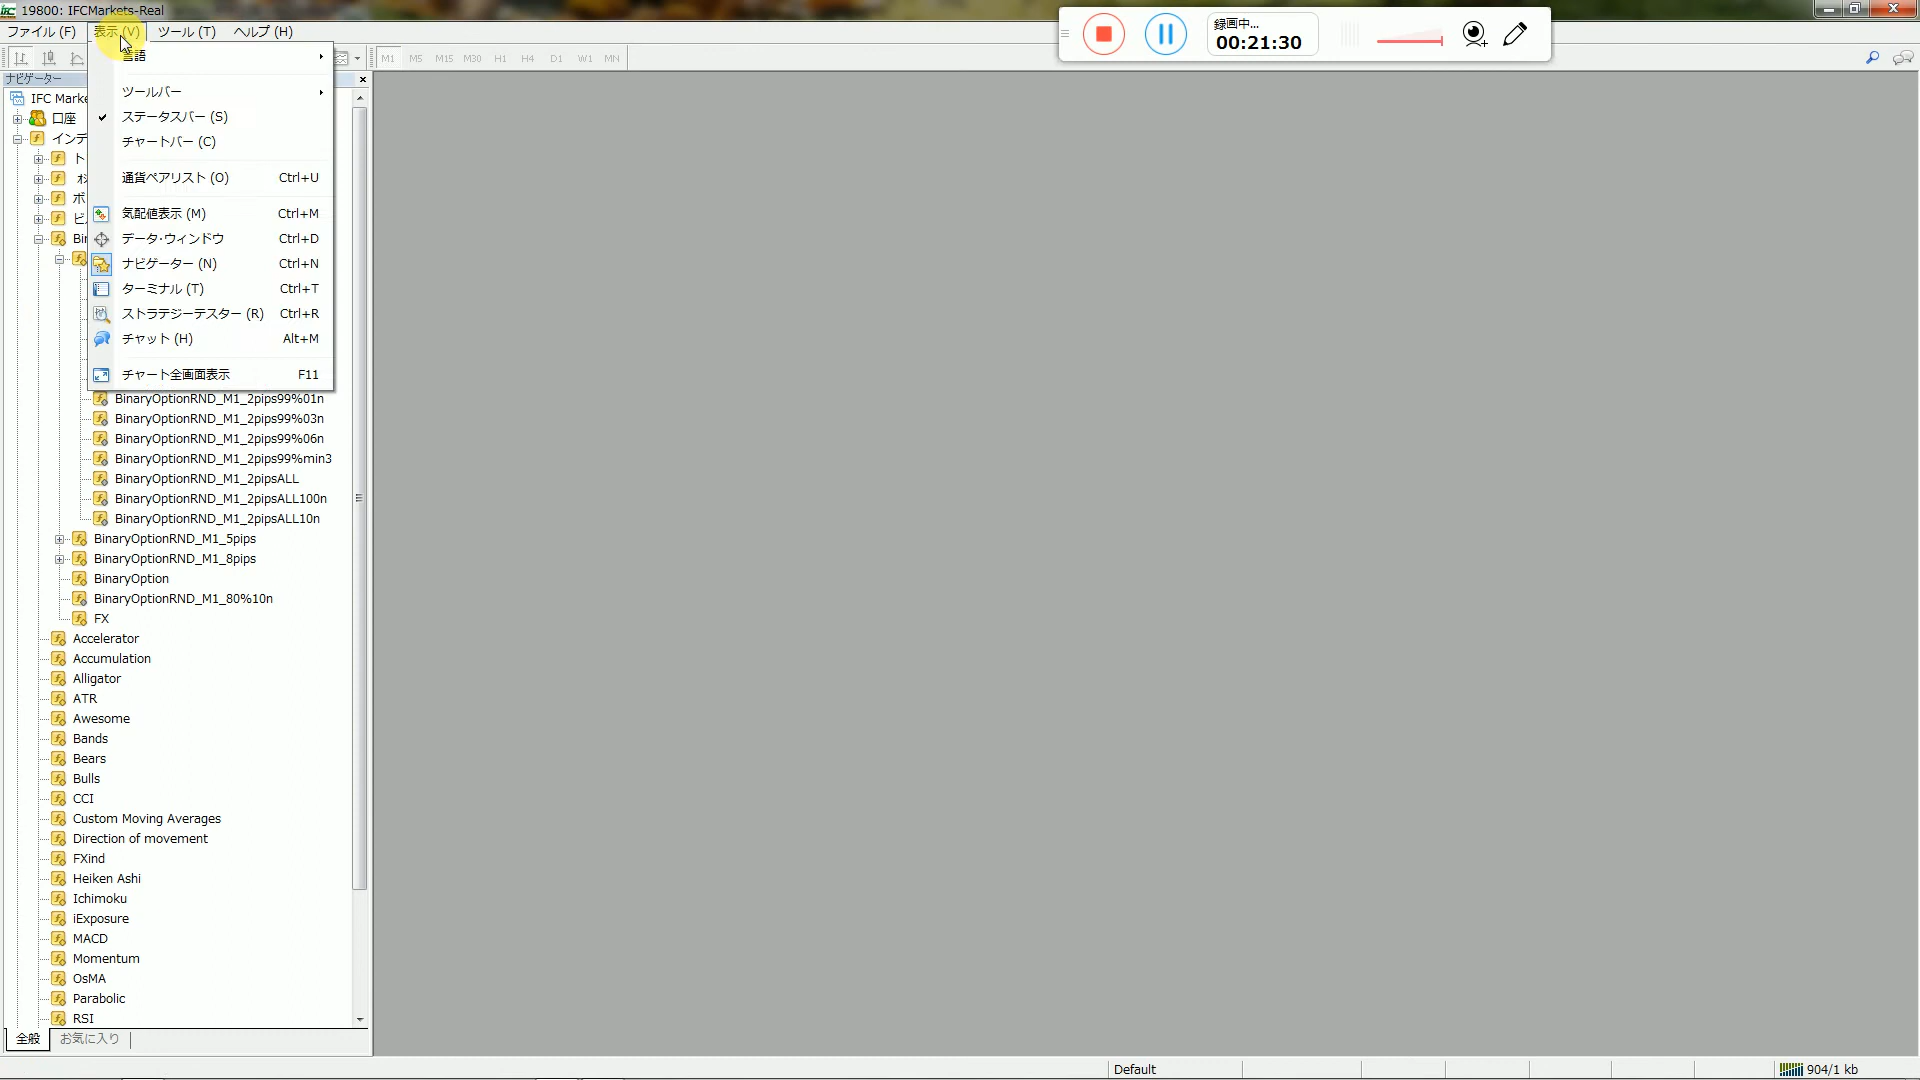 19800: IFCMarkets-Real
ファイル (F) 表示 (V) ツール (T) ヘルプ (H)
録画中...
00:21:30
M1 M5 M15 M30 H1 H4 D1 W1 MN
ナビゲーター
IFC Marke
口座
インデ
ト
オ
ボ
ビ
Bin
言語
ツールバー
ステータスバー (S)
チャートバー (C)
通貨ペアリスト (O) Ctrl+U
気配値表示 (M) Ctrl+M
データ・ウィンドウ Ctrl+D
ナビゲーター (N) Ctrl+N
ターミナル (T) Ctrl+T
ストラテジーテスター (R) Ctrl+R
チャット (H) Alt+M
チャート全画面表示 F11
BinaryOptionRND_M1_2pips99%01n
BinaryOptionRND_M1_2pips99%03n
BinaryOptionRND_M1_2pips99%06n
BinaryOptionRND_M1_2pips99%min3
BinaryOptionRND_M1_2pipsALL
BinaryOptionRND_M1_2pipsALL100n
BinaryOptionRND_M1_2pipsALL10n
BinaryOptionRND_M1_5pips
BinaryOptionRND_M1_8pips
BinaryOption
BinaryOptionRND_M1_80%10n
FX
Accelerator
Accumulation
Alligator
ATR
Awesome
Bands
Bears
Bulls
CCI
Custom Moving Averages
Direction of movement
FXind
Heiken Ashi
Ichimoku
iExposure
MACD
Momentum
OsMA
Parabolic
RSI
全般 お気に入り
Default
904/1 kb